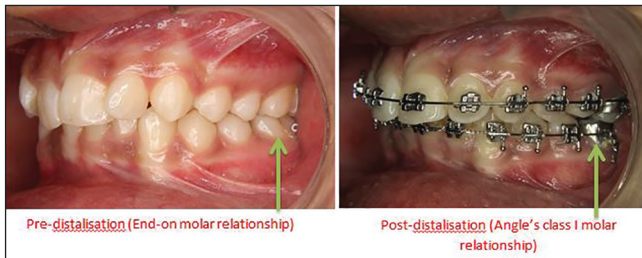 Pre-distalisation (End-on molar relationship)
Post-distalisation (Angle's class I molar
relationship)